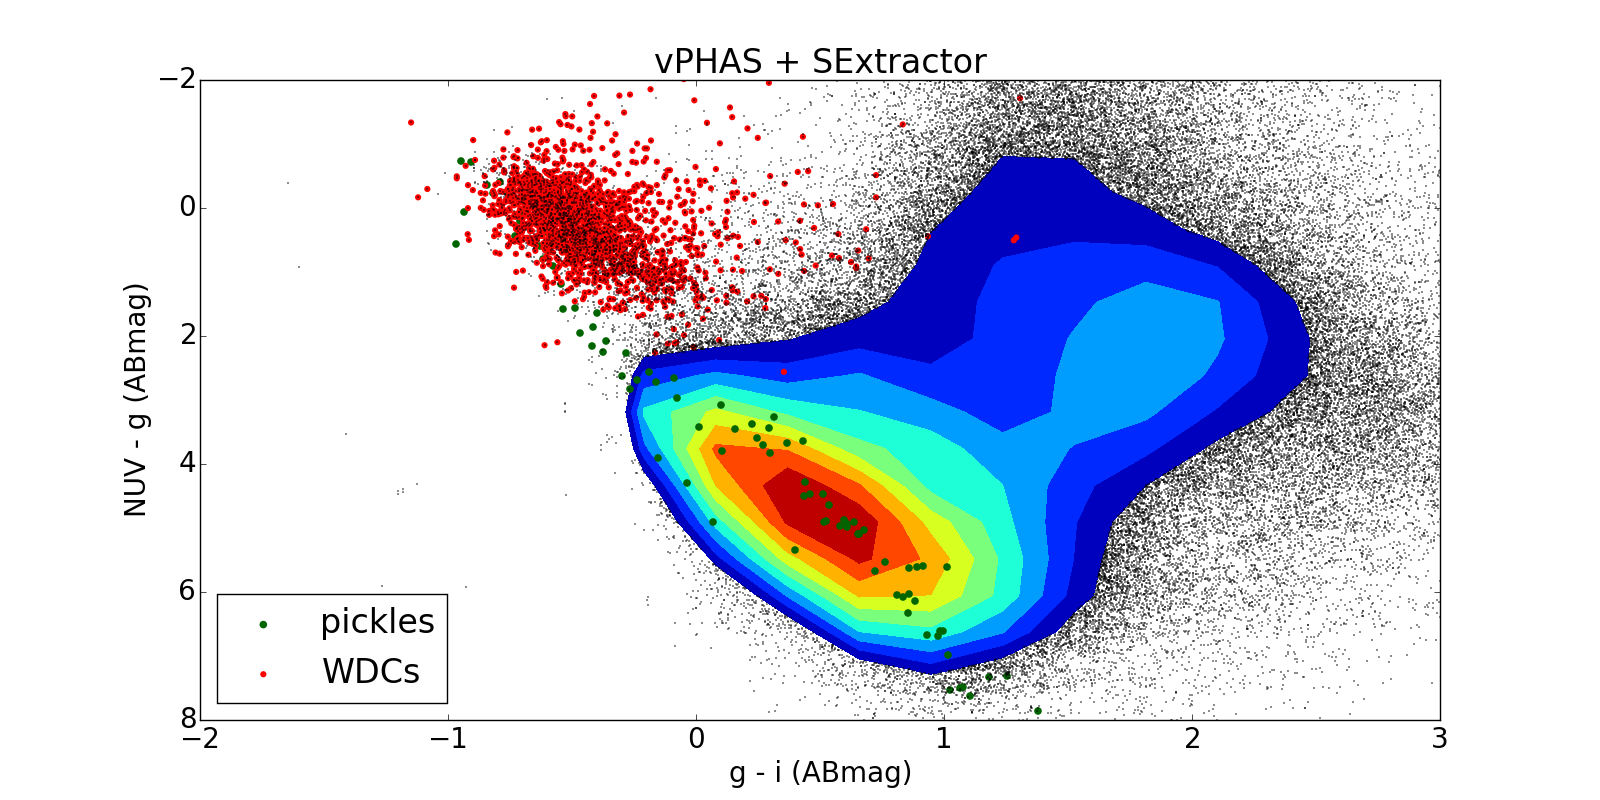 vPHAS + SExtractor
−2
0
2
4
6
8
NUV - g (ABmag)
pickles
WDCs
−2 −1 0 1 2 3
g - i (ABmag)